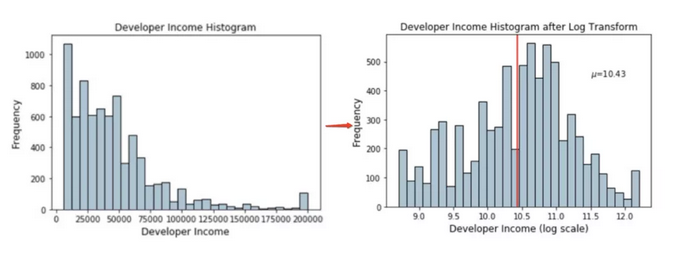 Developer Income Histogram
1000
800
600
400
200
0
Frequency
0 25000 50000 75000 100000 125000 150000 175000 200000
Developer Income
Developer Income Histogram after Log Transform
μ=10.43
500
400
300
200
100
0
Frequency
9.0 9.5 10.0 10.5 11.0 11.5 12.0
Developer Income (log scale)